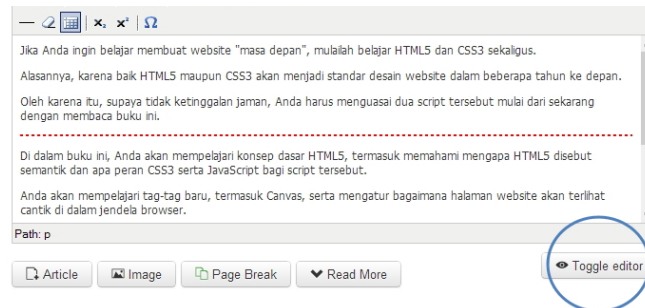 x₂ x² Ω
Jika Anda ingin belajar membuat website "masa depan", mulailah belajar HTML5 dan CSS3 sekaligus.
Alasannya, karena baik HTML5 maupun CSS3 akan menjadi standar desain website dalam beberapa tahun ke depan.
Oleh karena itu, supaya tidak ketinggalan jaman, Anda harus menguasai dua script tersebut mulai dari sekarang
dengan membaca buku ini.
Di dalam buku ini, Anda akan mempelajari konsep dasar HTML5, termasuk memahami mengapa HTML5 disebut
semantik dan apa peran CSS3 serta JavaScript bagi script tersebut.
Anda akan mempelajari tag-tag baru, termasuk Canvas, serta mengatur bagaimana halaman website akan terlihat
cantik di dalam jendela browser.
Path: p
Article Image Page Break Read More Toggle editor